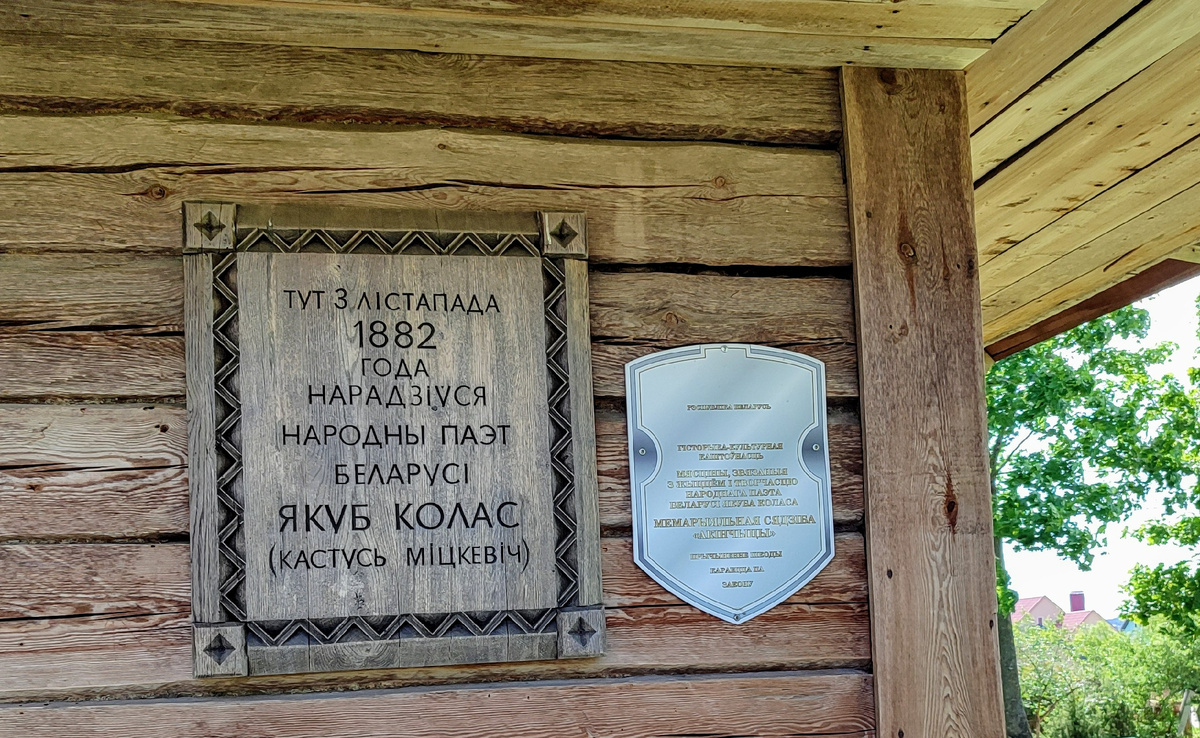 ТУТ 3 ЛІСТАПАДА
1882
ГОДА
НАРАДЗІЎСЯ
НАРОДНЫ ПАЭТ
БЕЛАРУСІ
ЯКУБ КОЛАС
(КАСТУСЬ МІЦКЕВІЧ)
РЭСПУБЛІКА БЕЛАРУСЬ
ГІСТОРЫКА-КУЛЬТУРНАЯ
КАШТОЎНАСЦЬ
МЯСЦІНЫ, ЗВЯЗАНЫЯ
З ЖЫЦЦЁМ І ТВОРЧАСЦЮ
НАРОДНАГА ПАЭТА
БЕЛАРУСІ ЯКУБА КОЛАСА
МЕМАРЫЯЛЬНАЯ СЯДЗІБА
«АКІНЧЫЦЫ»
ПРЫЧЫНЕННЕ ШКОДЫ
КАРАЕЦЦА ПА
ЗАКОНУ